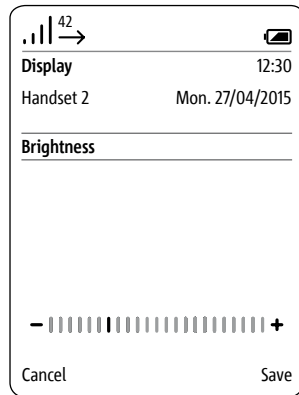 42
Display 12:30
Handset 2 Mon. 27/04/2015
Brightness
– +
Cancel Save